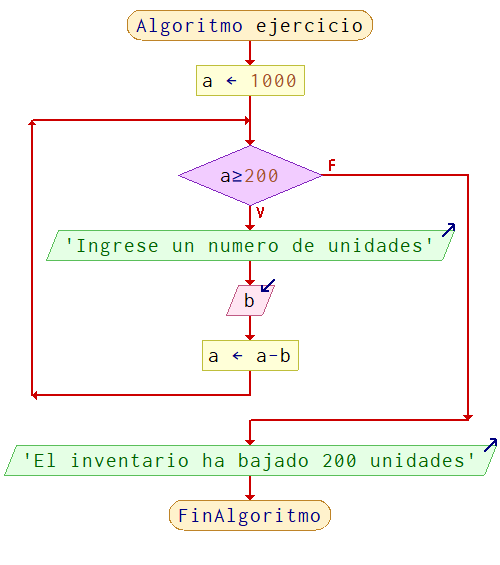 Algoritmo ejercicio
a ← 1000
a≥200
F
V
'Ingrese un numero de unidades'
b
a ← a-b
'El inventario ha bajado 200 unidades'
FinAlgoritmo